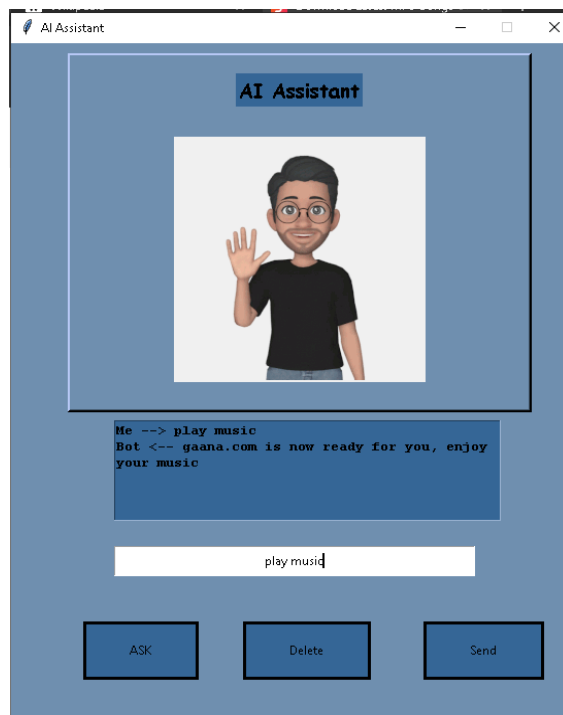 AI Assistant
AI Assistant
Me --> play music
Bot <-- gaana.com is now ready for you, enjoy
your music
play music
ASK
Delete
Send